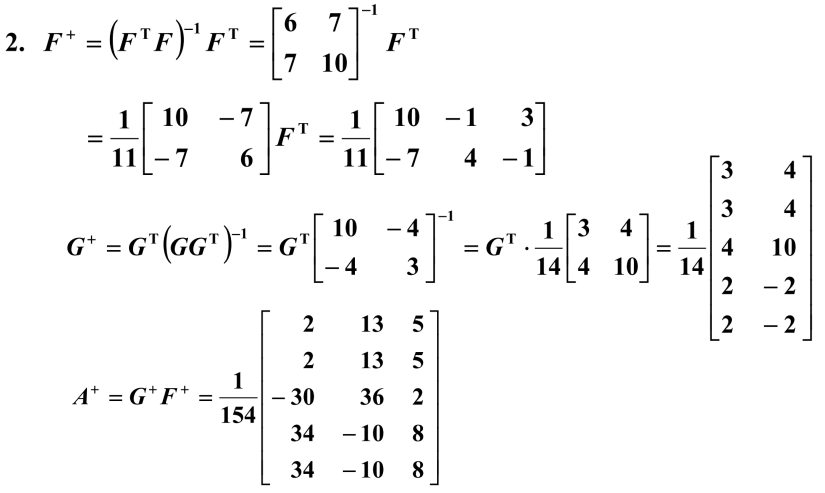 2. F⁺ = (FᵀF)⁻¹Fᵀ = [6 7; 7 10]⁻¹ Fᵀ
= 1/11 [10 −7; −7 6] Fᵀ = 1/11 [10 −1 3; −7 4 −1]
G⁺ = Gᵀ(GGᵀ)⁻¹ = Gᵀ [10 −4; −4 3]⁻¹ = Gᵀ · 1/14 [3 4; 4 10] = 1/14 [3 4; 3 4; 4 10; 2 −2; 2 −2]
A⁺ = G⁺F⁺ = 1/154 [2 13 5; 2 13 5; −30 36 2; 34 −10 8; 34 −10 8]